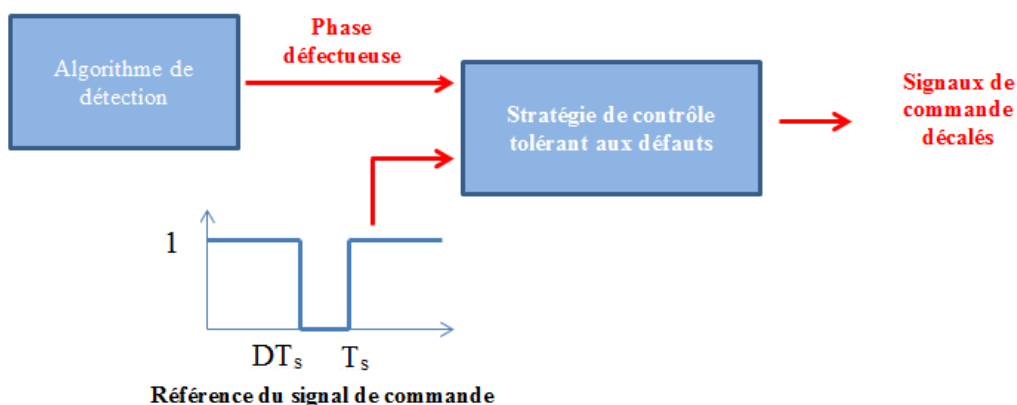 Algorithme de
détection
Phase
défectueuse
Stratégie de contrôle
tolérant aux défauts
Signaux de
commande
décalés
1
DTs
Ts
Référence du signal de commande